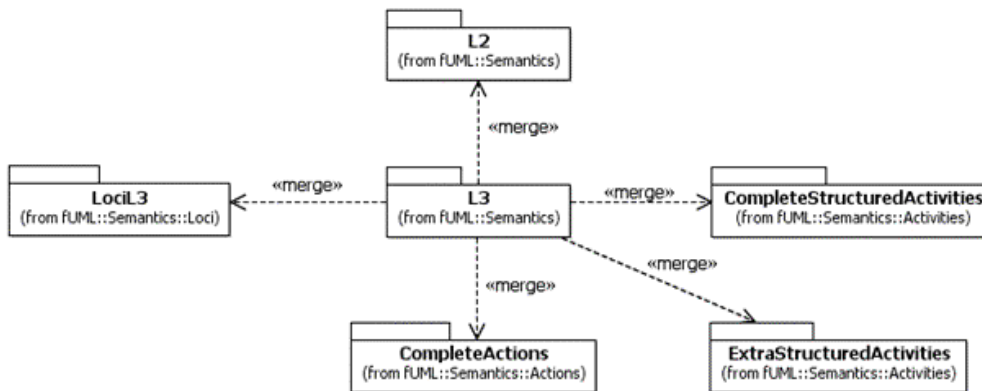 L2
(from fUML::Semantics)
«merge»
LociL3
(from fUML::Semantics::Loci)
«merge»
L3
(from fUML::Semantics)
«merge»
CompleteStructuredActivities
(from fUML::Semantics::Activities)
«merge»
«merge»
CompleteActions
(from fUML::Semantics::Actions)
ExtraStructuredActivities
(from fUML::Semantics::Activities)